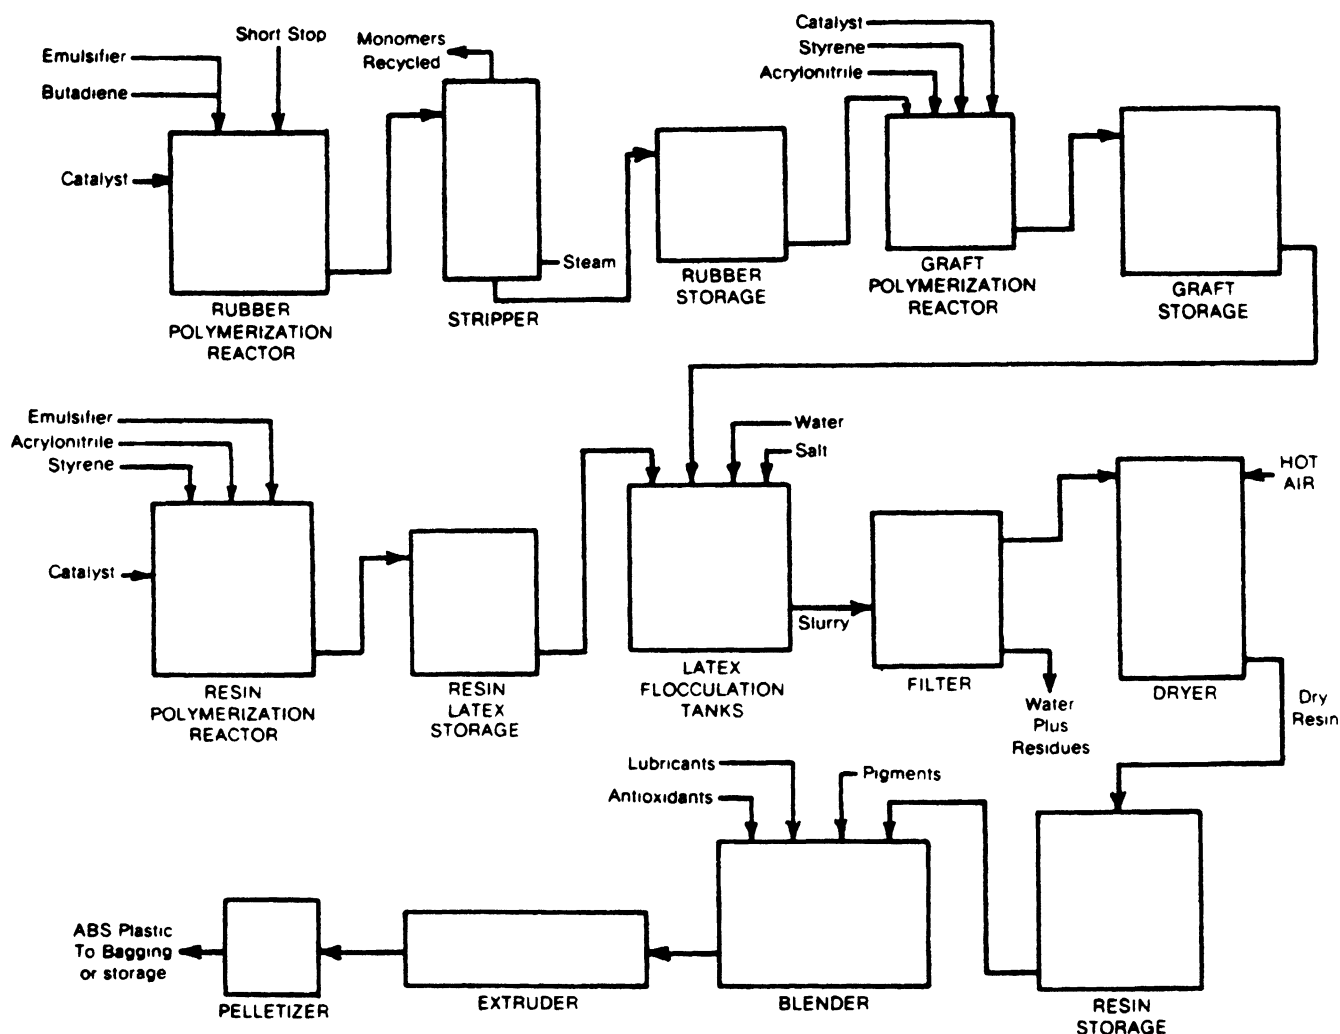 Emulsifier
Short Stop
Butadiene
Catalyst
RUBBER
POLYMERIZATION
REACTOR
Monomers
Recycled
Steam
STRIPPER
RUBBER
STORAGE
Catalyst
Styrene
Acrylonitrile
GRAFT
POLYMERIZATION
REACTOR
GRAFT
STORAGE
Emulsifier
Acrylonitrile
Styrene
Catalyst
RESIN
POLYMERIZATION
REACTOR
RESIN
LATEX
STORAGE
Water
Salt
LATEX
FLOCCULATION
TANKS
Slurry
FILTER
Water
Plus
Residues
HOT
AIR
DRYER
Dry
Resin
Lubricants
Antioxidants
Pigments
RESIN
STORAGE
BLENDER
EXTRUDER
PELLETIZER
ABS Plastic
To Bagging
or storage